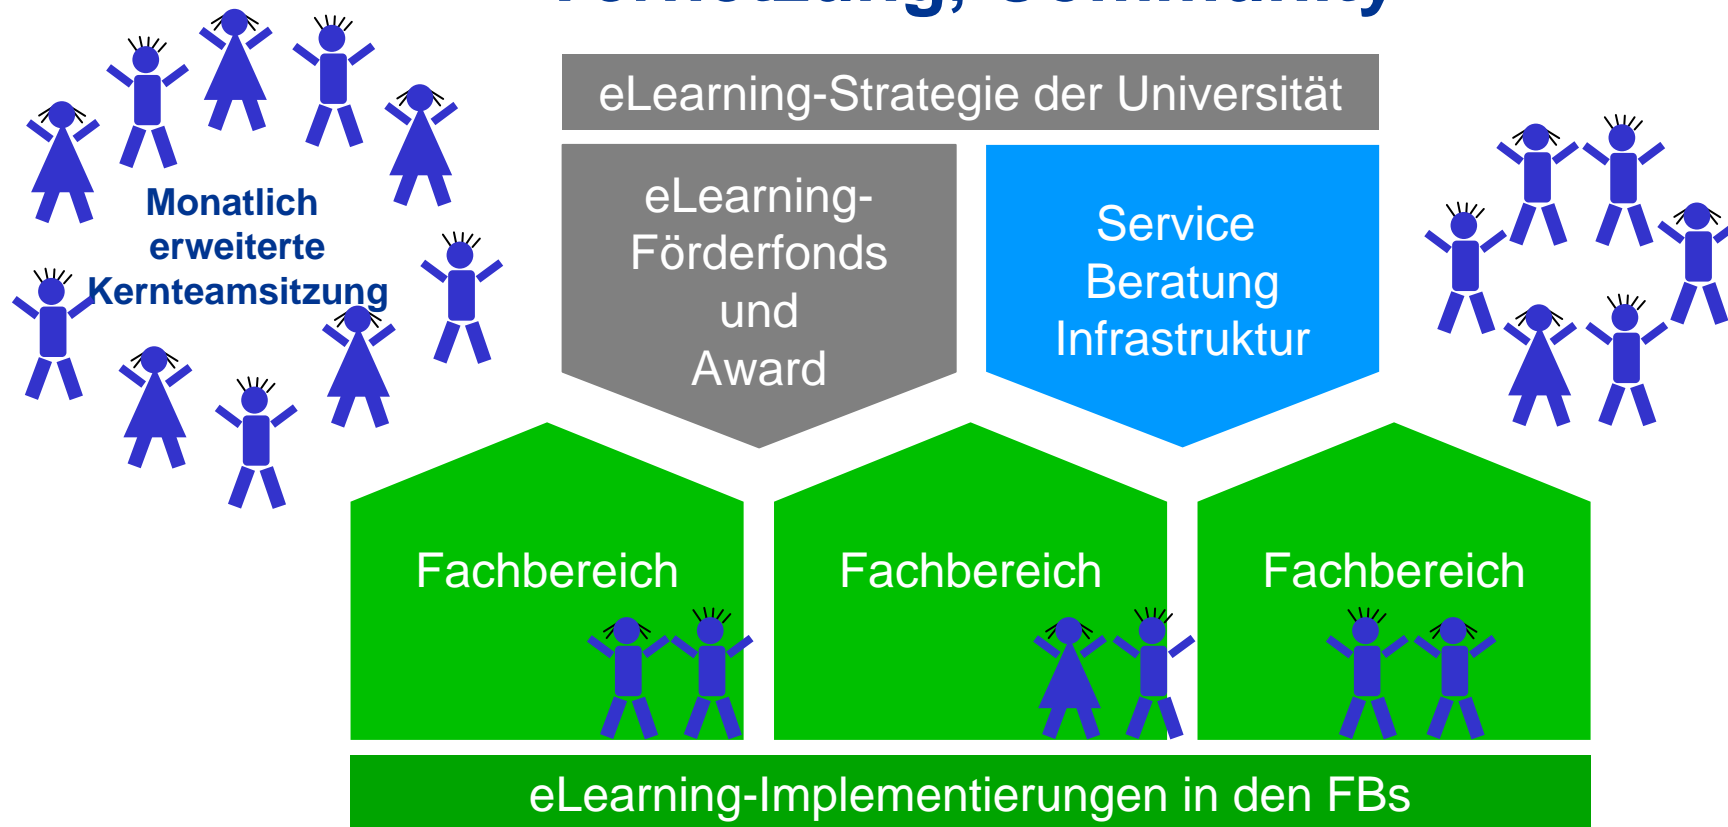 Community
eLearning-Strategie der Universität
Monatlich
erweiterte
Kernteamsitzung
eLearning-
Förderfonds
und
Award
Service
Beratung
Infrastruktur
Fachbereich
Fachbereich
Fachbereich
eLearning-Implementierungen in den FBs